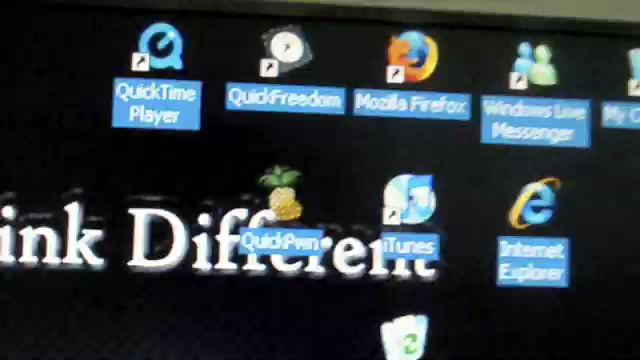 QuickTime
Player
QuickFreedom
Mozilla Firefox
Windows Live
Messenger
My C
ink Different
QuickPwn
iTunes
Internet
Explorer